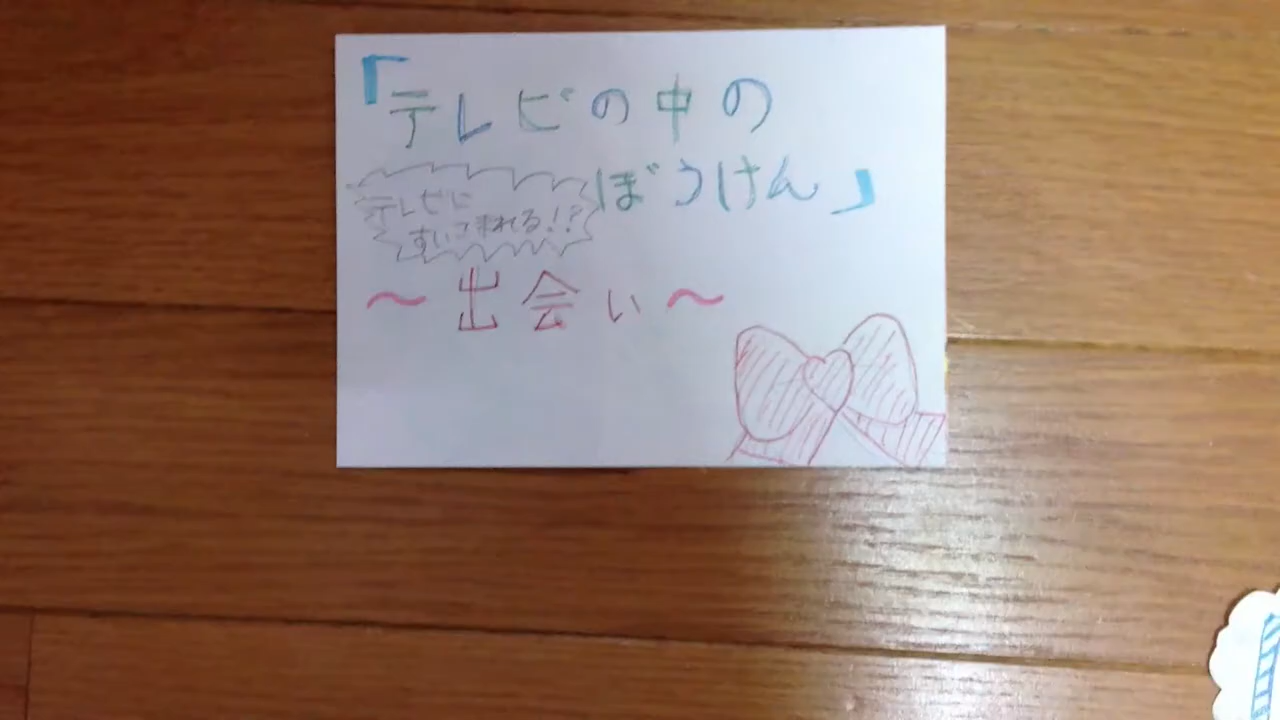 「テレビの中の
ぼうけん」
テレビに
すいこまれる!?
～出会い～